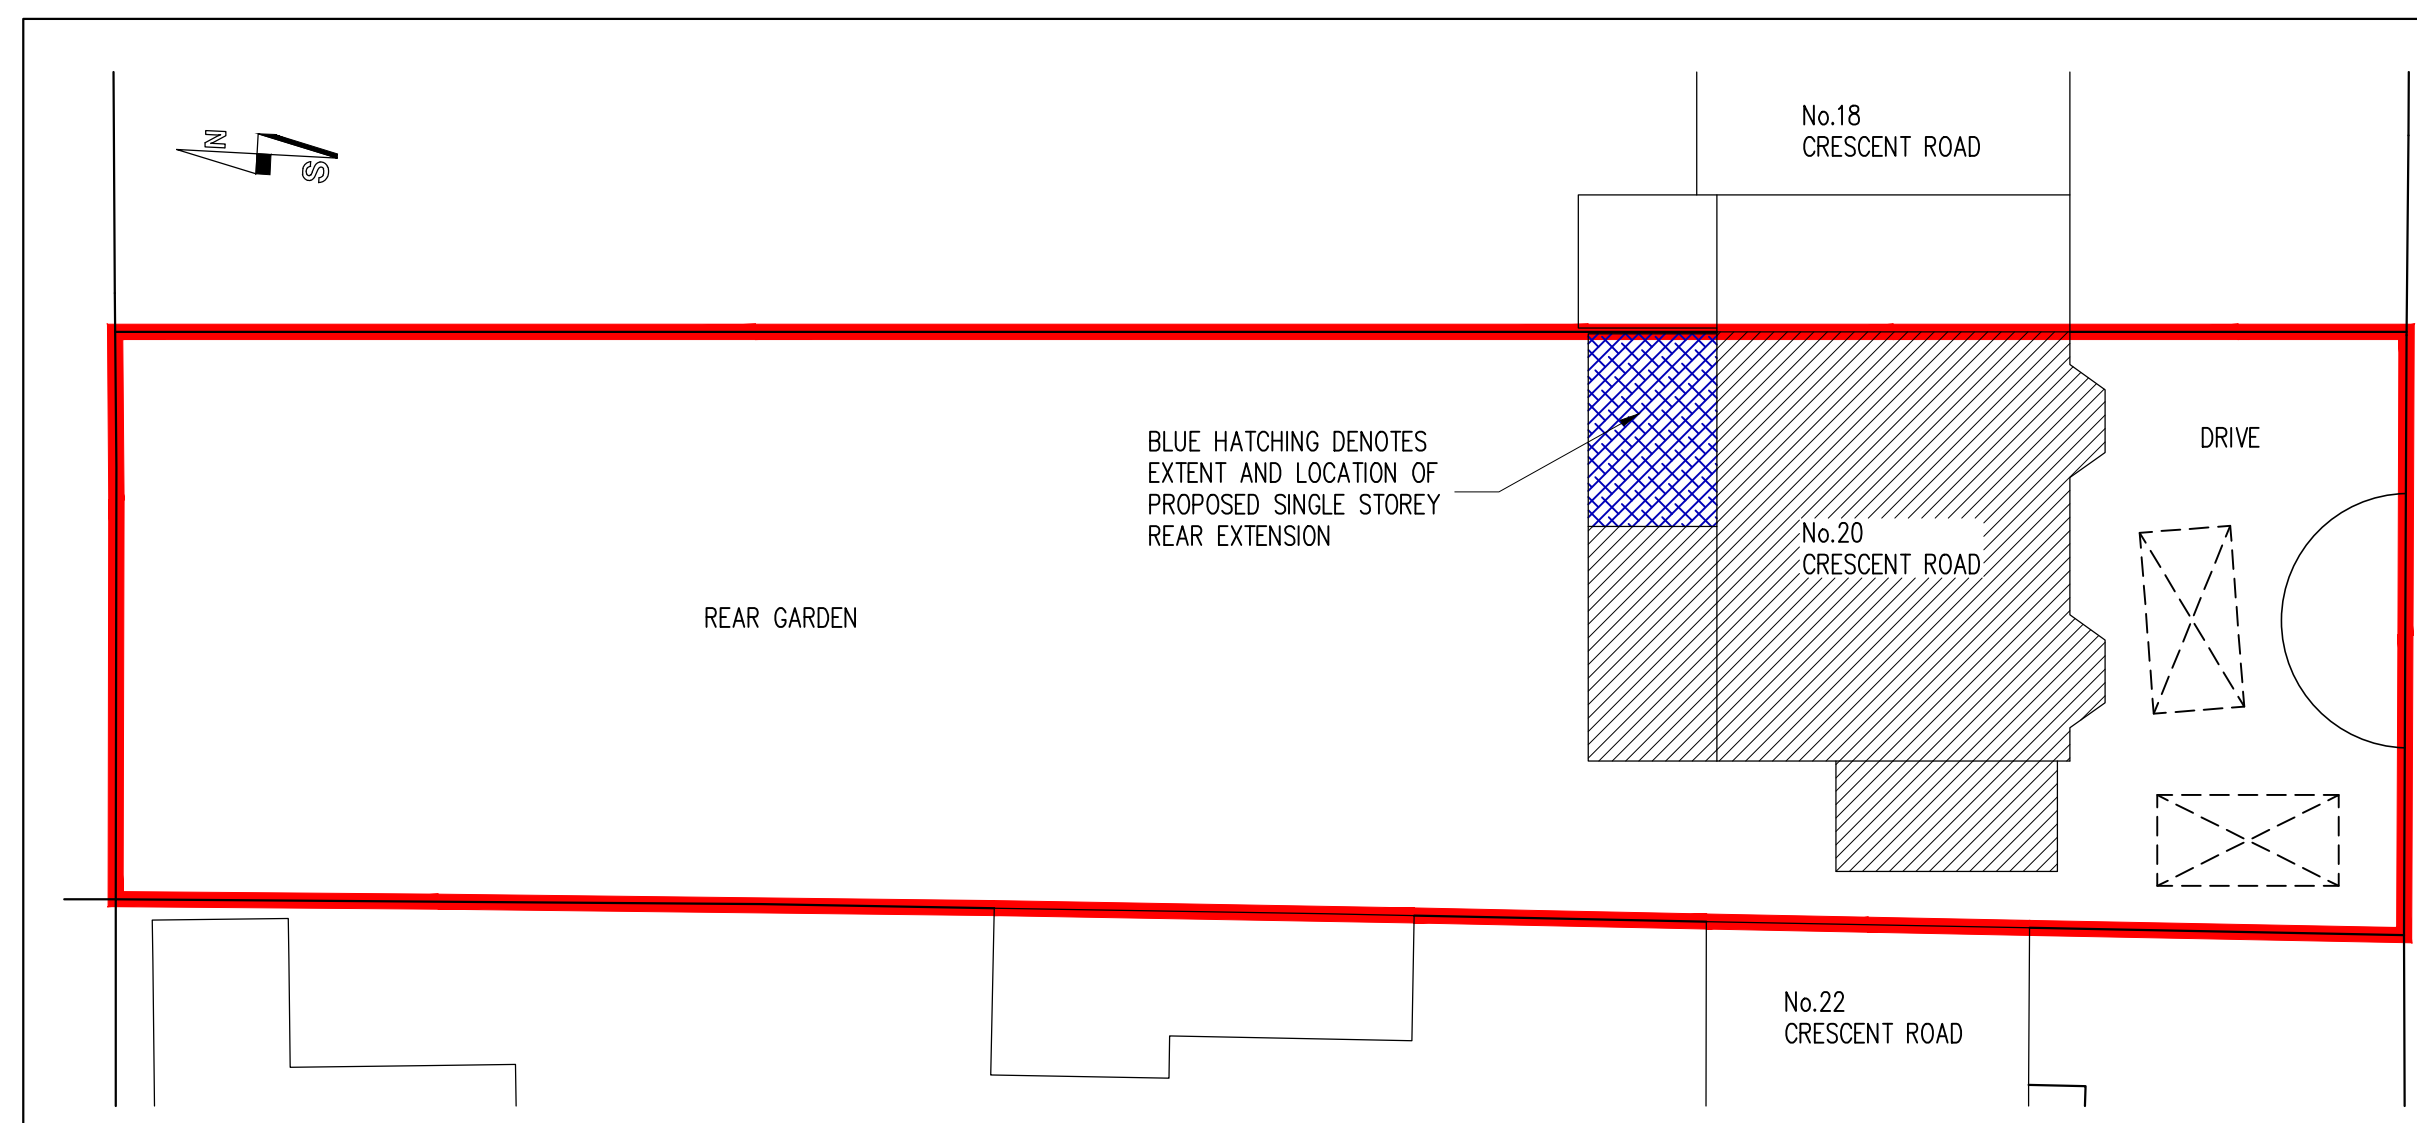 No.18
CRESCENT ROAD
N
S
BLUE HATCHING DENOTES
EXTENT AND LOCATION OF
PROPOSED SINGLE STOREY
REAR EXTENSION
DRIVE
No.20
CRESCENT ROAD
REAR GARDEN
No.22
CRESCENT ROAD